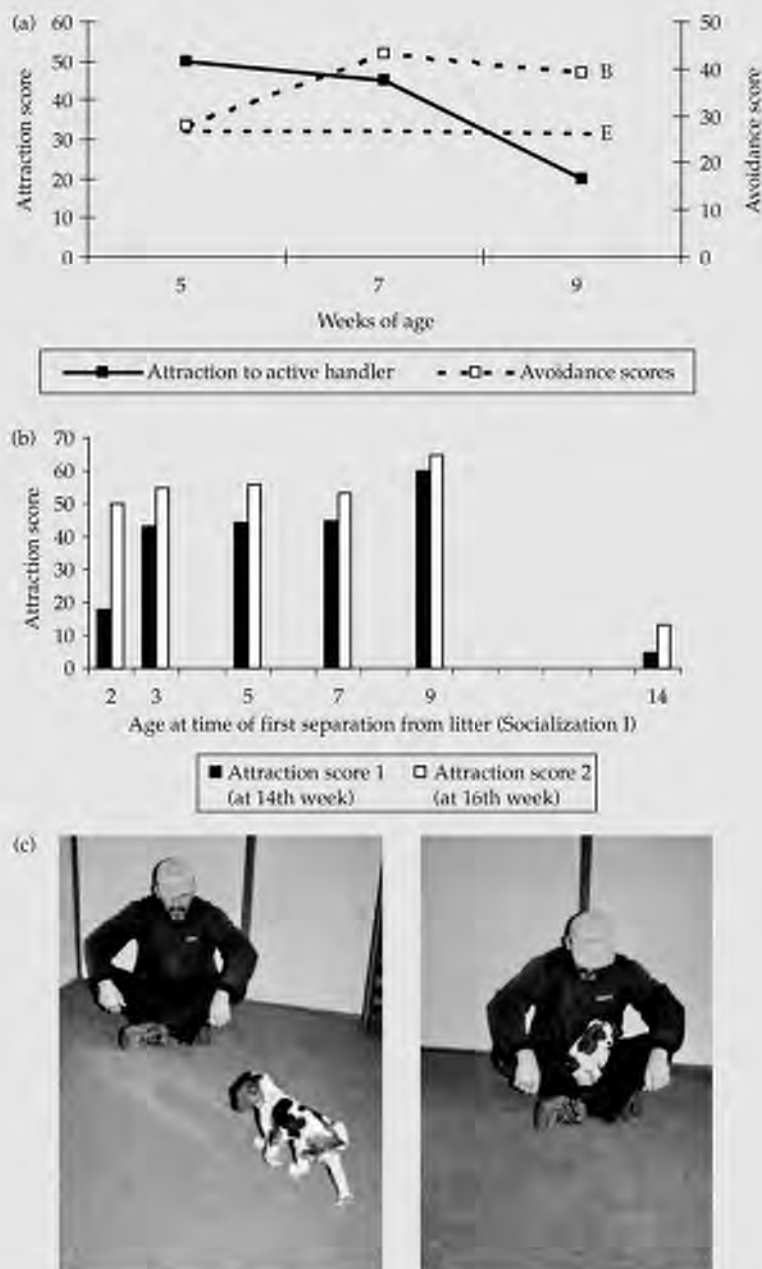 (a)
60
50
40
30
20
10
0
Attraction score
50
40
30
20
10
0
Avoidance score
B
E
5 7 9
Weeks of age
Attraction to active handler Avoidance scores
(b)
70
60
50
40
30
20
10
0
Attraction score
2 3 5 7 9 14
Age at time of first separation from litter (Socialization I)
Attraction score 1 Attraction score 2
(at 14th week) (at 16th week)
(c)